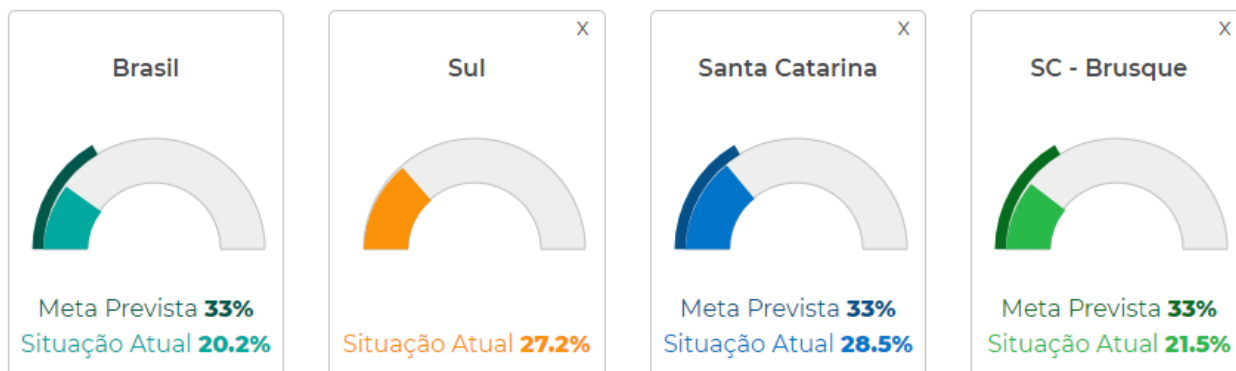 X
X
X
Brasil
Sul
Santa Catarina
SC - Brusque
Meta Prevista 33%
Situação Atual 20.2%
Situação Atual 27.2%
Meta Prevista 33%
Situação Atual 28.5%
Meta Prevista 33%
Situação Atual 21.5%